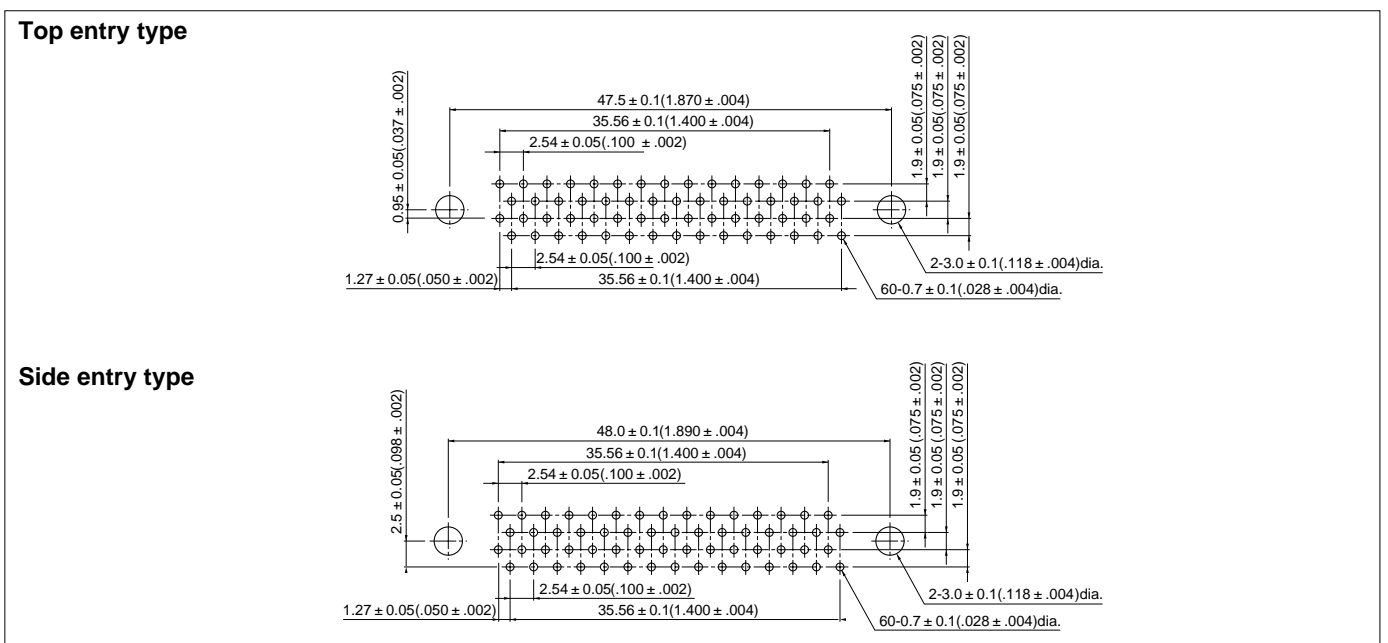 Top entry type
0.95 ± 0.05(.037 ± .002)
47.5 ± 0.1(1.870 ± .004)
35.56 ± 0.1(1.400 ± .004)
2.54 ± 0.05(.100 ± .002)
1.9 ± 0.05(.075 ± .002)
1.9 ± 0.05(.075 ± .002)
1.9 ± 0.05(.075 ± .002)
2.54 ± 0.05(.100 ± .002)
1.27 ± 0.05(.050 ± .002)
35.56 ± 0.1(1.400 ± .004)
2-3.0 ± 0.1(.118 ± .004)dia.
60-0.7 ± 0.1(.028 ± .004)dia.
Side entry type
2.5 ± 0.05(.098 ± .002)
48.0 ± 0.1(1.890 ± .004)
35.56 ± 0.1(1.400 ± .004)
2.54 ± 0.05(.100 ± .002)
1.9 ± 0.05 (.075 ± .002)
1.9 ± 0.05 (.075 ± .002)
1.9 ± 0.05 (.075 ± .002)
2.54 ± 0.05(.100 ± .002)
1.27 ± 0.05(.050 ± .002)
35.56 ± 0.1(1.400 ± .004)
2-3.0 ± 0.1(.118 ± .004)dia.
60-0.7 ± 0.1(.028 ± .004)dia.